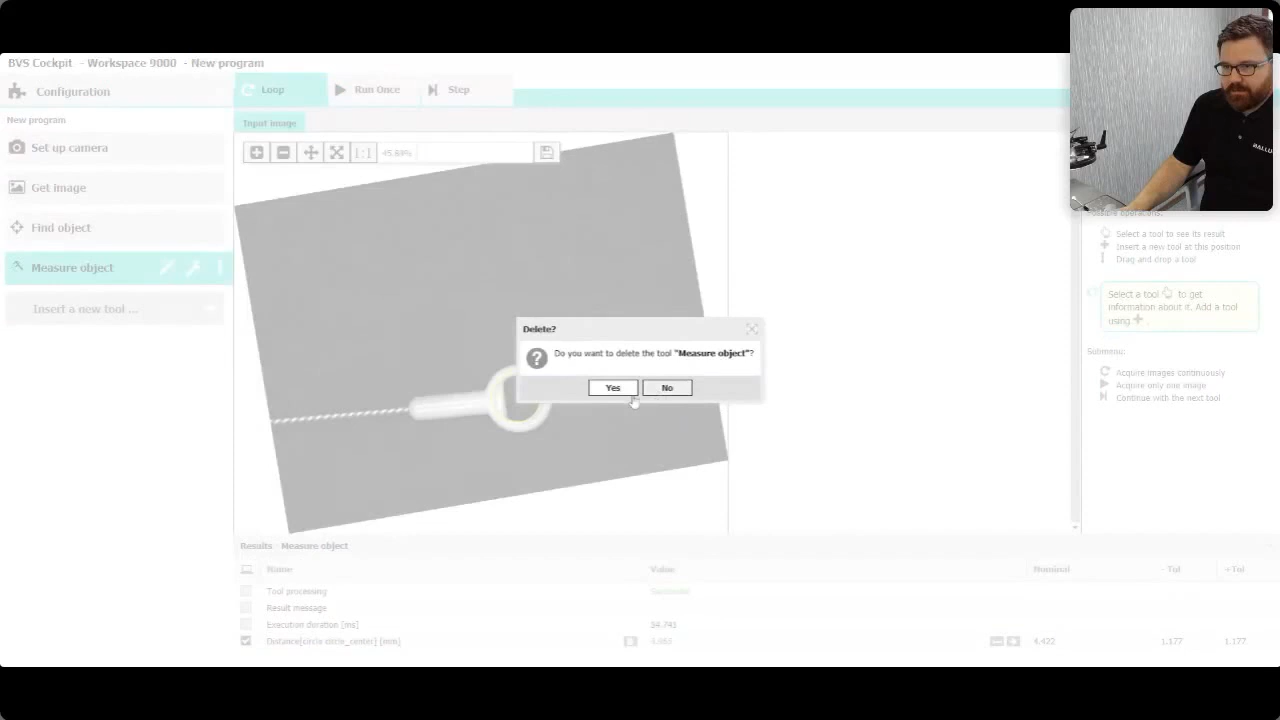 BVS Cockpit - Workspace 9000 - New program
Configuration
Loop
Run Once
Step
New program
Input image
Set up camera
45.69%
Get image
Find object
Measure object
Insert a new tool ...
Possible operations:
Select a tool to see its result
Insert a new tool at this position
Drag and drop a tool
Select a tool to get
information about it. Add a tool
using
Submenu:
Acquire images continuously
Acquire only one image
Continue with the next tool
Delete?
Do you want to delete the tool "Measure object"?
Yes
No
Results - Measure object
Name
Value
Nominal
- Tol
+Tol
Tool processing
Result message
Execution duration [ms]
34.743
Distance[circle circle_center] [mm]
4.422
1.177
1.177